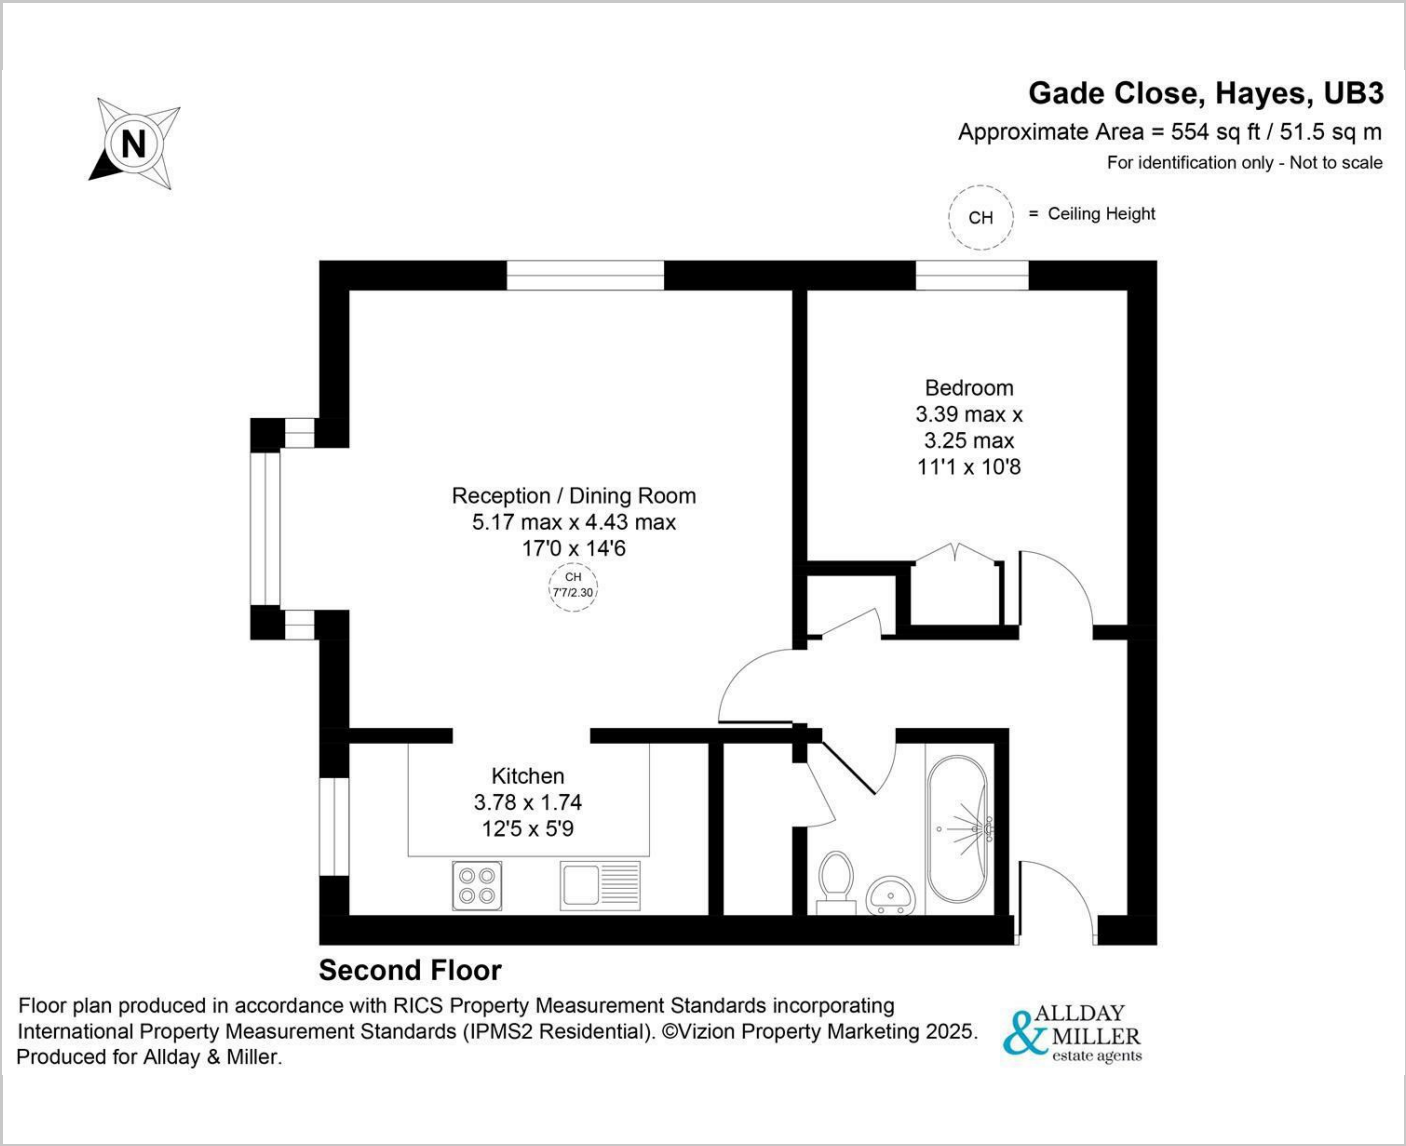 N
Gade Close, Hayes, UB3
Approximate Area = 554 sq ft / 51.5 sq m
For identification only - Not to scale
CH = Ceiling Height
Bedroom
3.39 max x
3.25 max
11'1 x 10'8
Reception / Dining Room
5.17 max x 4.43 max
17'0 x 14'6
CH
7'7/2.30
Kitchen
3.78 x 1.74
12'5 x 5'9
Second Floor
Floor plan produced in accordance with RICS Property Measurement Standards incorporating
International Property Measurement Standards (IPMS2 Residential). ©Vizion Property Marketing 2025.
Produced for Allday & Miller.
ALLDAY
& MILLER
estate agents